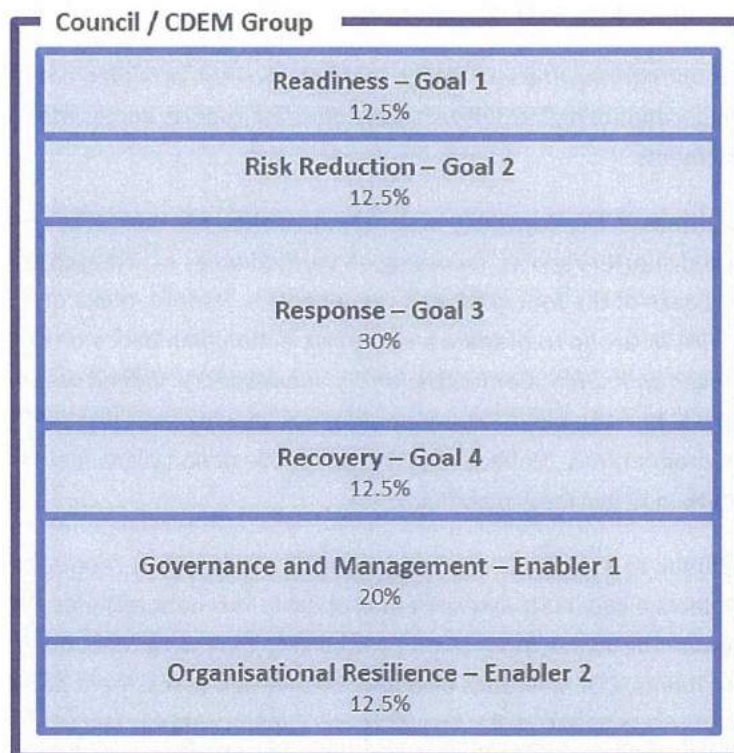 Council / CDEM Group
Readiness – Goal 1
12.5%
Risk Reduction – Goal 2
12.5%
Response – Goal 3
30%
Recovery – Goal 4
12.5%
Governance and Management – Enabler 1
20%
Organisational Resilience – Enabler 2
12.5%